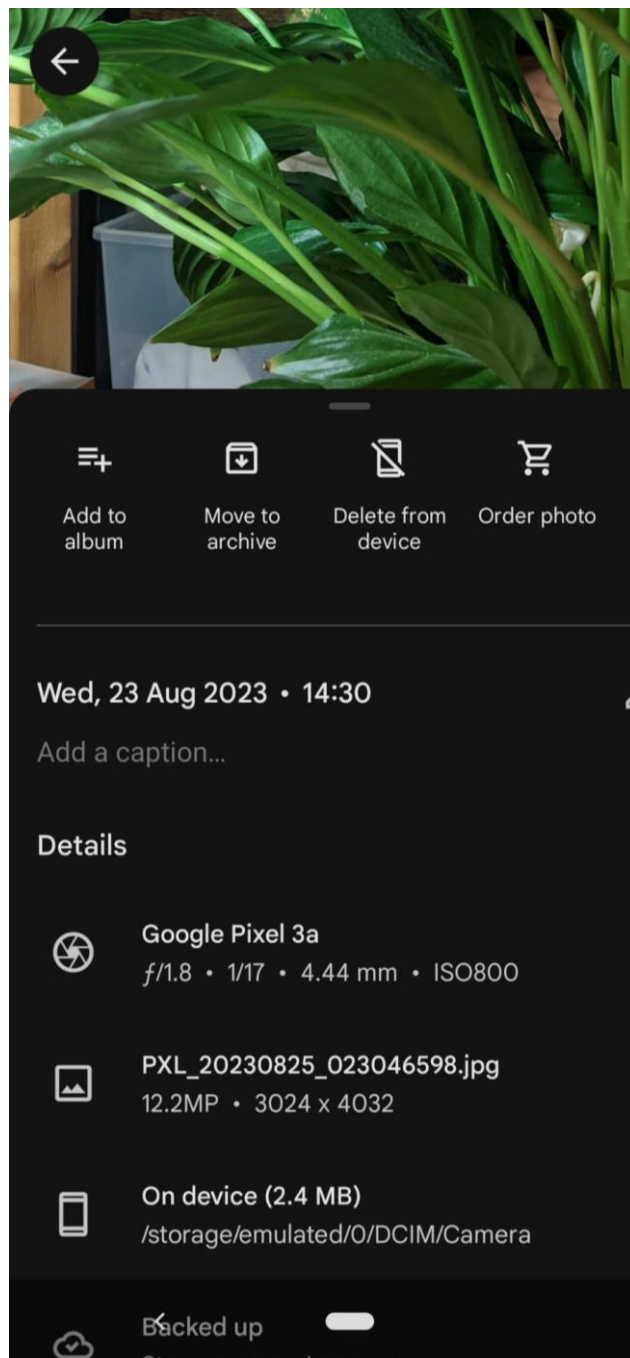 Add to
album
Move to
archive
Delete from
device
Order photo
Wed, 23 Aug 2023 • 14:30
Add a caption...
Details
Google Pixel 3a
ƒ/1.8 • 1/17 • 4.44 mm • ISO800
PXL_20230825_023046598.jpg
12.2MP • 3024 x 4032
On device (2.4 MB)
/storage/emulated/0/DCIM/Camera
Backed up